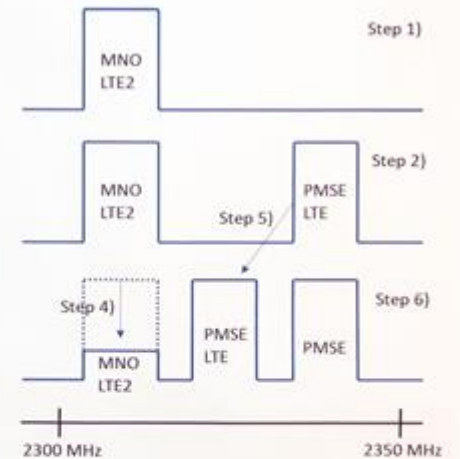 Step 1)
MNO
LTE2
Step 2)
MNO
LTE2
PMSE
LTE
Step 5)
Step 6)
Step 4)
PMSE
LTE
PMSE
MNO
LTE2
2300 MHz
2350 MHz